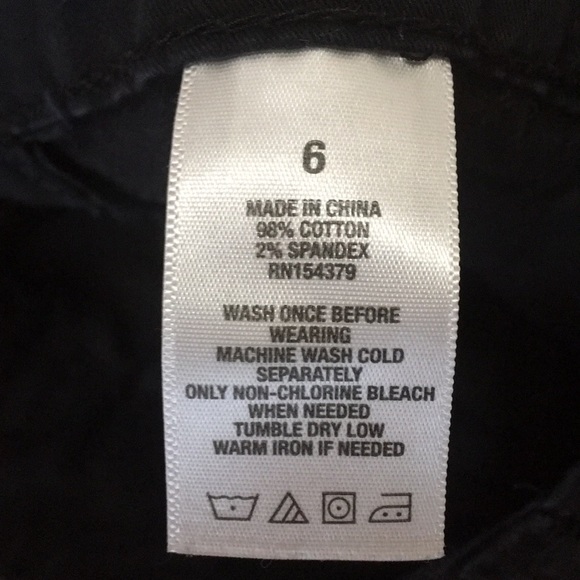 6
MADE IN CHINA
98% COTTON
2% SPANDEX
RN154379
WASH ONCE BEFORE
WEARING
MACHINE WASH COLD
SEPARATELY
ONLY NON-CHLORINE BLEACH
WHEN NEEDED
TUMBLE DRY LOW
WARM IRON IF NEEDED